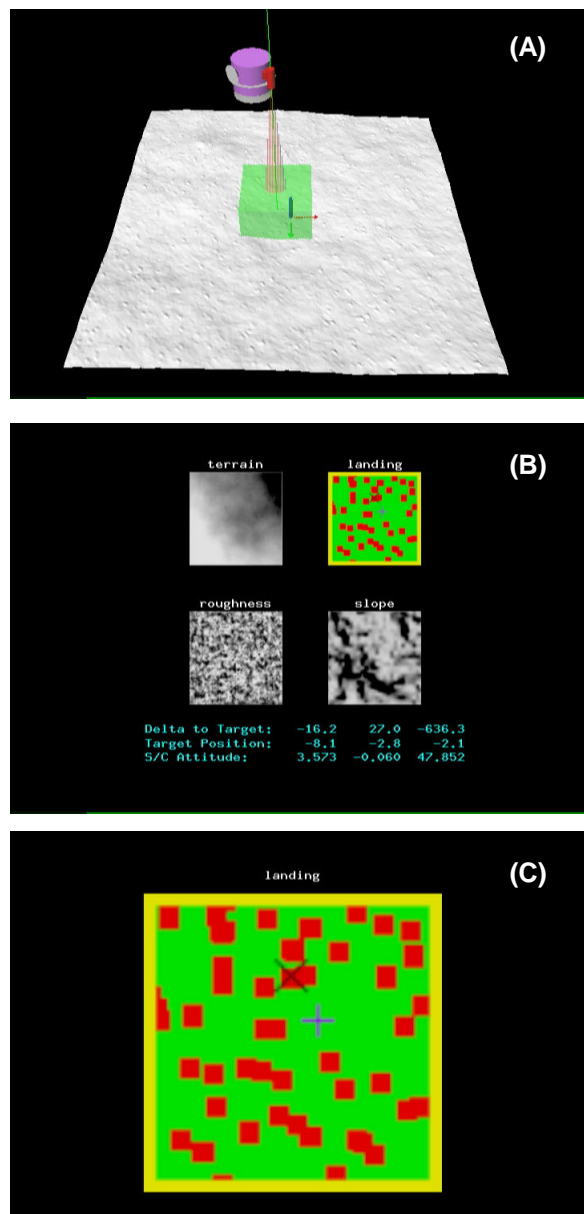 (A)
(B)
terrain landing
roughness slope
Delta to Target: -16.2 27.0 -636.3
Target Position: -8.1 -2.8 -2.1
S/C Attitude: 3.573 -0.060 47.852
(C)
landing